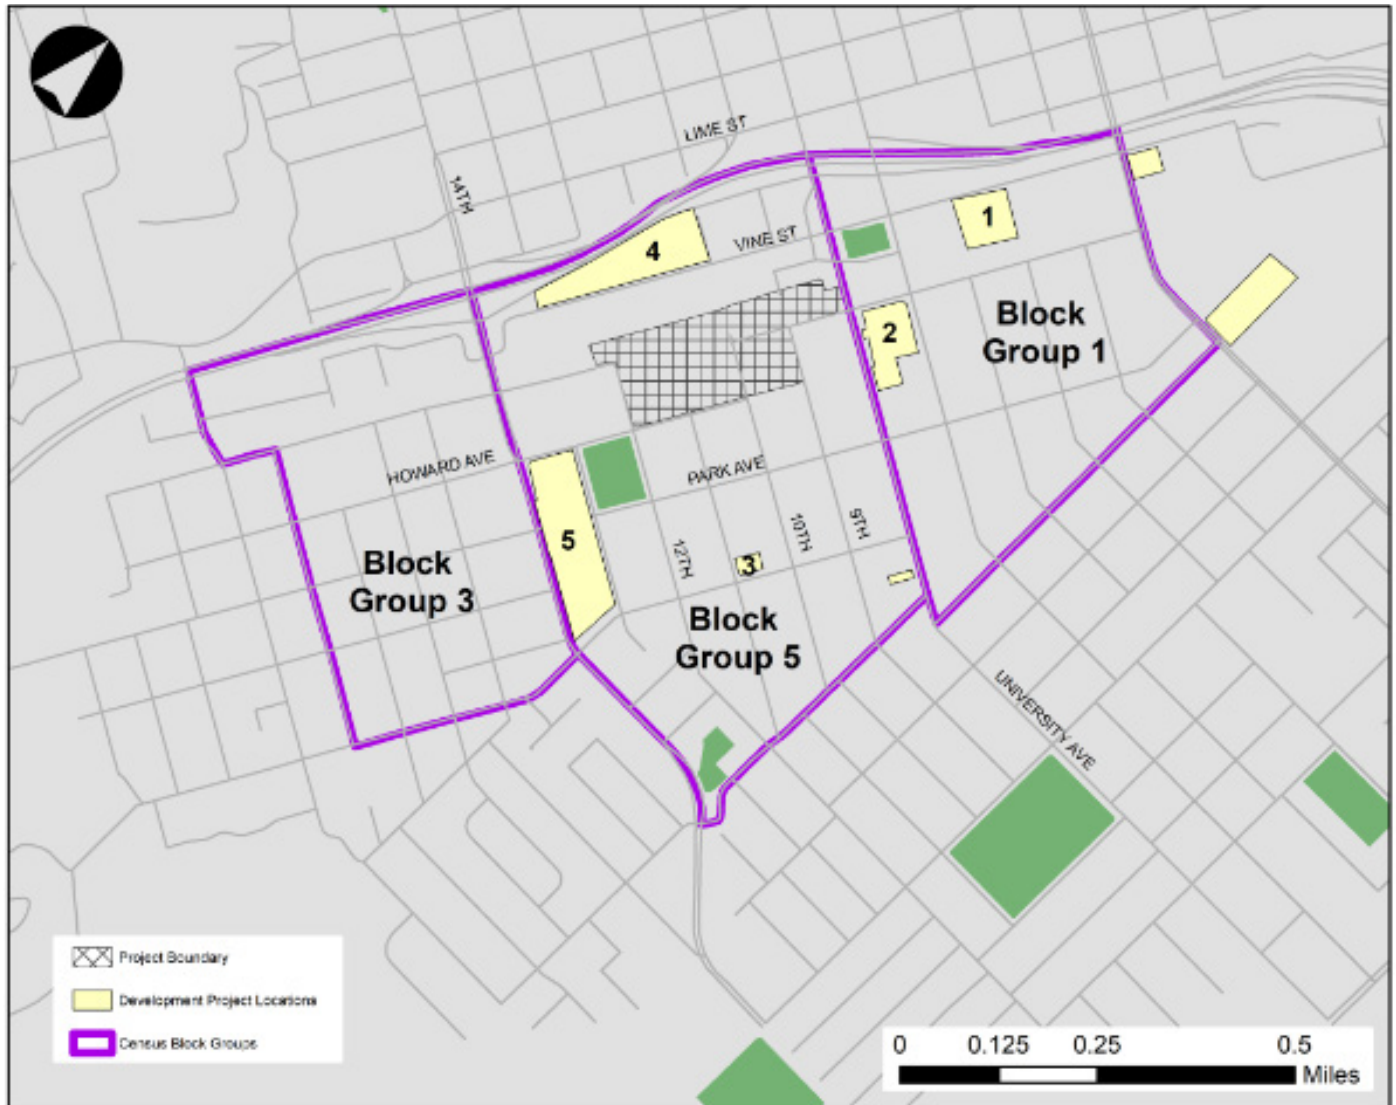 LIME ST
14TH
1
4
VINE ST
Block
Group 1
2
HOWARD AVE
PARK AVE
5
10TH
9TH
12TH
3
Block
Group 3
Block
Group 5
UNIVERSITY AVE
Project Boundary
Development Project Locations
Census Block Groups
0 0.125 0.25 0.5
Miles